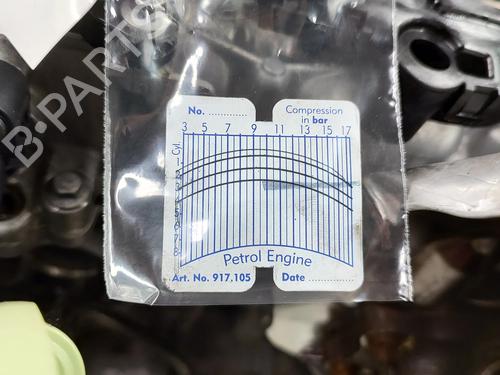 B-PARTS
No. ............
Compression
in bar
3 5 7 9 11 13 15 17
Cyl.
1
2
3
4
5
6
7
8
Petrol Engine
Art. No. 917,105
Date ............